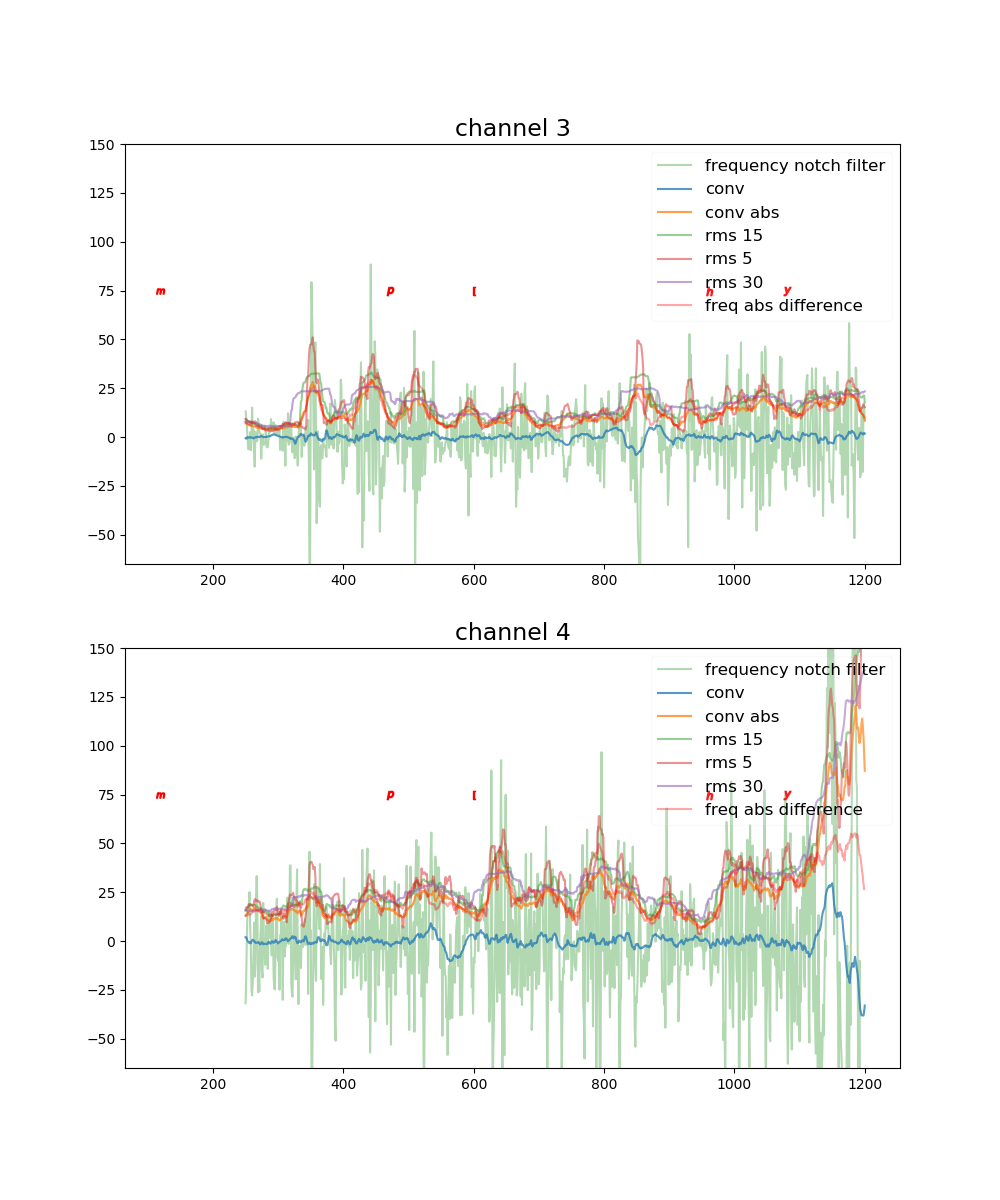 channel 3
150
125
100
75
50
25
0
−25
−50
frequency notch filter
conv
conv abs
rms 15
rms 5
rms 30
freq abs difference
m p [ h y
200 400 600 800 1000 1200
channel 4
150
125
100
75
50
25
0
−25
−50
frequency notch filter
conv
conv abs
rms 15
rms 5
rms 30
freq abs difference
m p [ h y
200 400 600 800 1000 1200